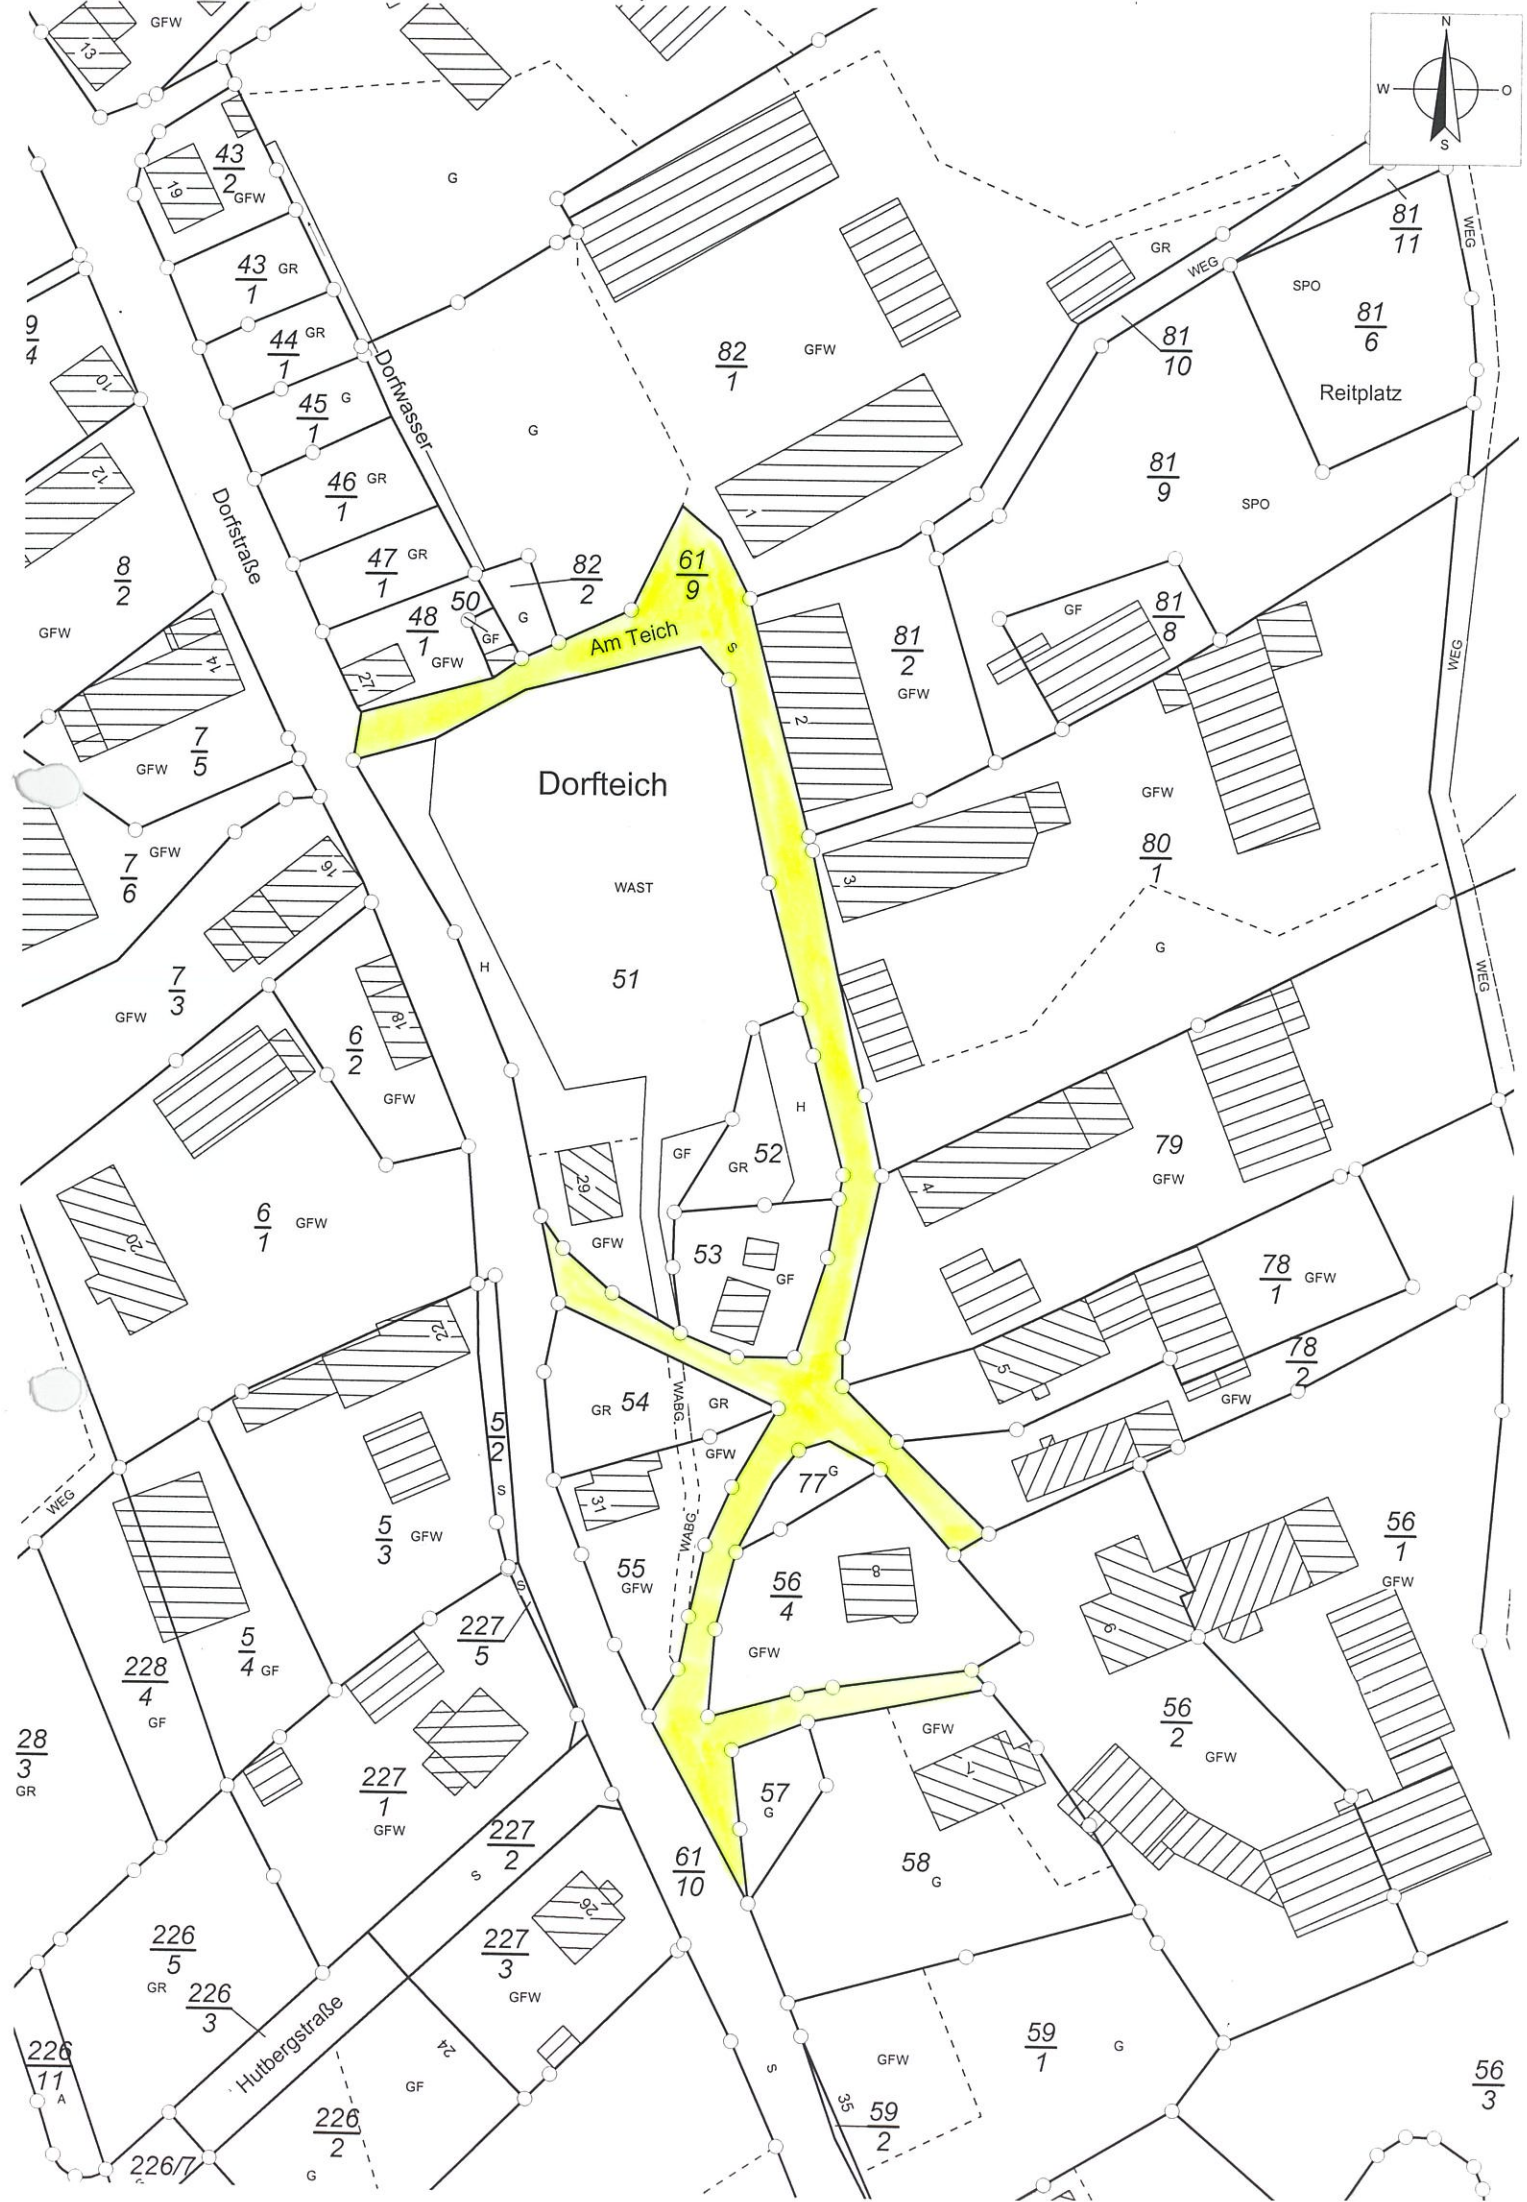 GFW
13
N
W
O
S
43
2
GFW
19
G
81
11
WEG
GR
WEG
SPO
43
1
GR
9
4
44
1
GR
81
6
81
10
82
1
GFW
Dorfwasser
10
45
1
G
Reitplatz
G
12
46
1
GR
81
9
SPO
Dorfstraße
1
47
1
GR
61
9
82
2
8
2
50
48
1
GF
G
GF
81
8
GFW
Am Teich
S
81
2
GFW
27
GFW
14
WEG
7
5
GFW
2
Dorfteich
GFW
80
1
7
6
GFW
16
3
WAST
G
H
51
WEG
7
3
GFW
18
6
2
GFW
H
79
GFW
GF
GR
52
29
4
6
1
GFW
20
GFW
53
GF
78
1
GFW
22
5
78
2
GFW
GR
54
WABG
GR
5
2
S
GFW
77
G
WEG
31
5
3
GFW
WABG
56
1
GFW
55
GFW
56
4
8
S
6
227
5
GFW
5
4
GF
228
4
GF
56
2
GFW
28
3
GR
GFW
7
227
1
GFW
57
G
227
2
S
61
10
58
G
26
226
5
GR
227
3
GFW
226
3
Hutbergstraße
24
59
1
G
GFW
226
11
A
S
GF
56
3
35
59
2
226
2
226/7
G